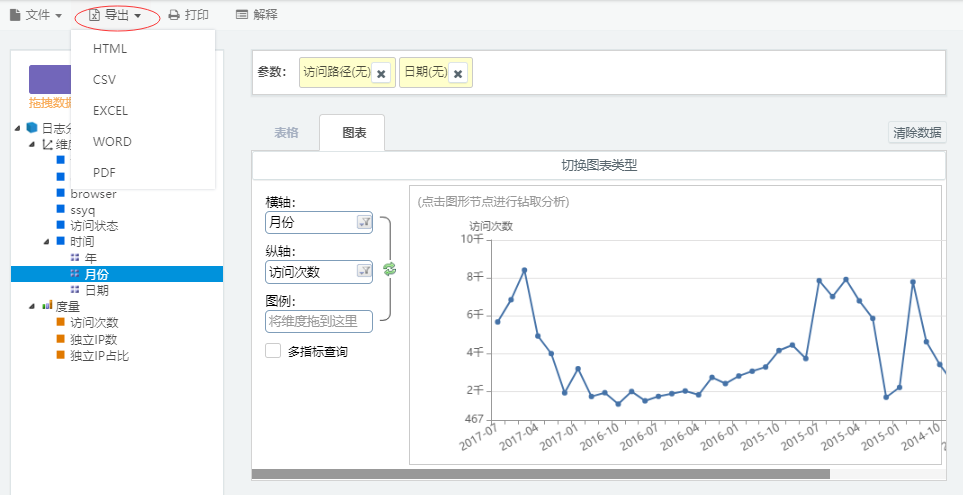 文件 导出 打印 解释
HTML
CSV
EXCEL
WORD
PDF
拖拽数据
日志分
维度
browser
ssyq
访问状态
时间
年
月份
日期
度量
访问次数
独立IP数
独立IP占比
参数： 访问路径(无) 日期(无)
表格 图表 清除数据
切换图表类型
横轴:
月份
纵轴:
访问次数
图例:
将维度拖到这里
多指标查询
(点击图形节点进行钻取分析)
访问次数
10千
8千
6千
4千
2千
467
2017-07 2017-04 2017-01 2016-10 2016-07 2016-04 2016-01 2015-10 2015-07 2015-04 2015-01 2014-10